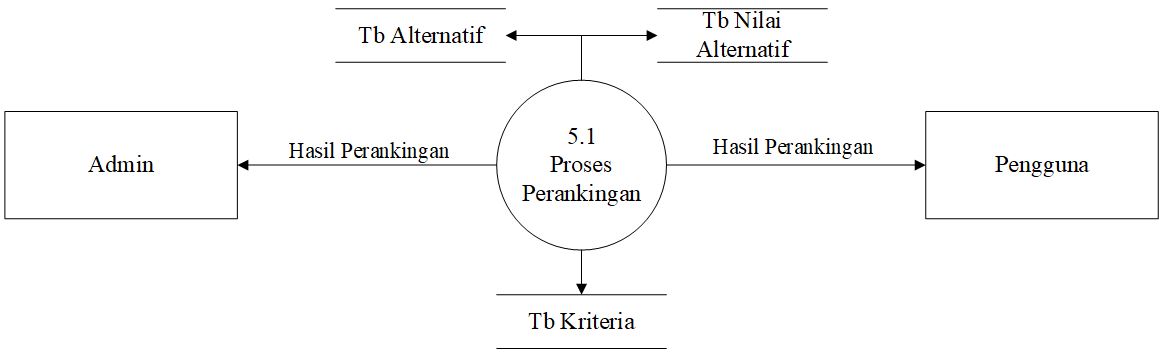 Tb Alternatif
Tb Nilai
Alternatif
Admin
Hasil Perankingan
5.1
Proses
Perankingan
Hasil Perankingan
Pengguna
Tb Kriteria